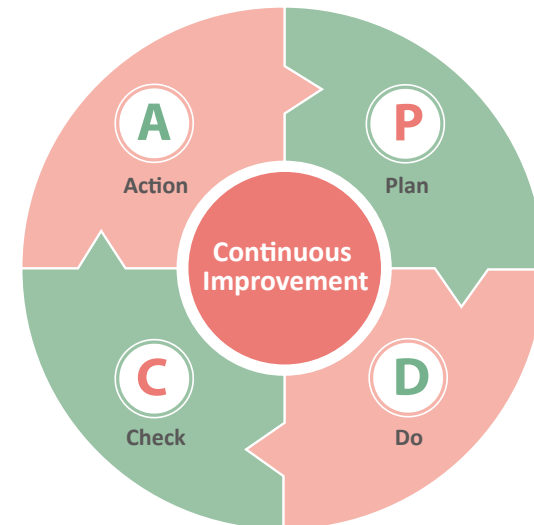 A
Action
P
Plan
Continuous
Improvement
C
Check
D
Do